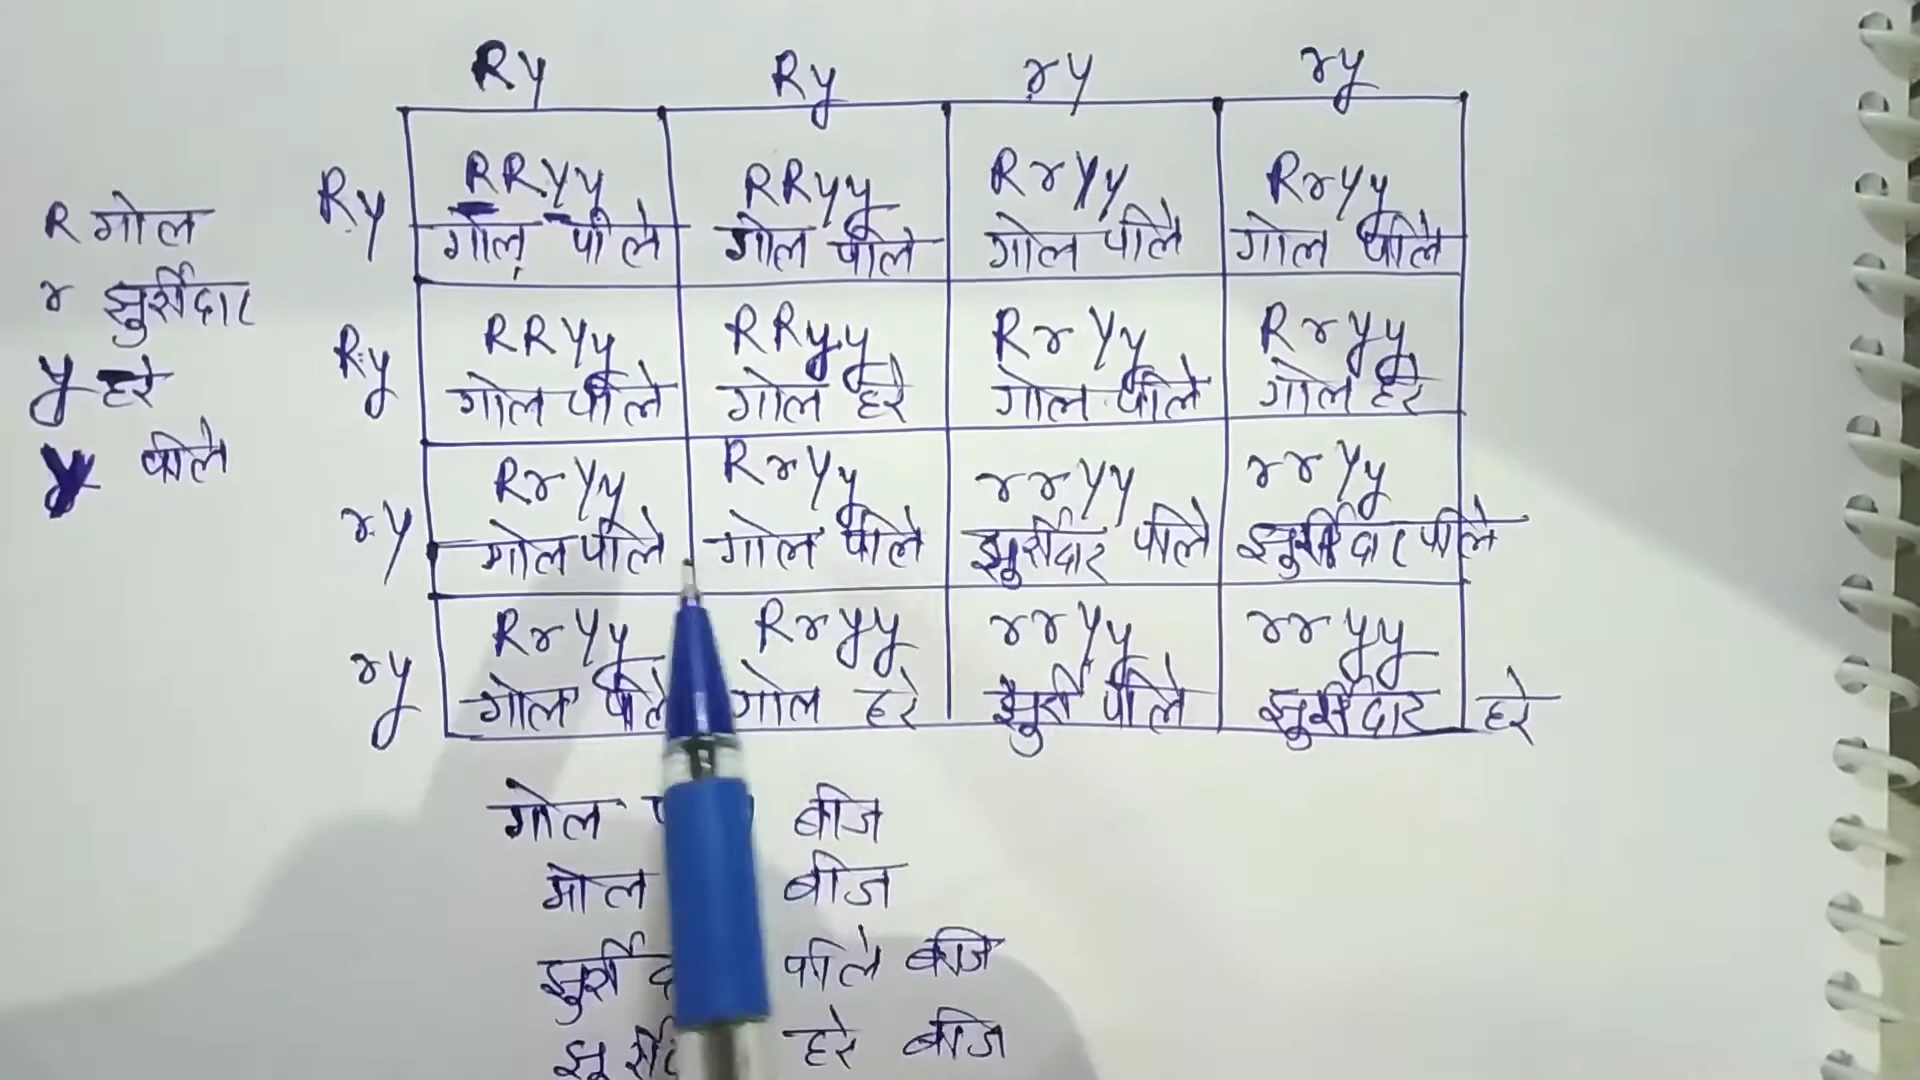 Ry Ry rY ry
Ry RRYy RRYy RrYY RrYy
गोल पीले गोल पीले गोल पीले गोल पीले
R गोल
r झुर्रीदार
y हरे
Y पीले
Ry RRYy RRyy RrYy Rryy
गोल पीले गोल हरे गोल पीले गोल हरे
rY RrYy RrYy rrYY rrYy
गोल पीले गोल पीले झुर्रीदार पीले झुर्रीदार पीले
ry RrYy Rryy rrYy rryy
गोल पीले गोल हरे झुर्री पीले झुर्रीदार हरे
गोल बीज
गोल बीज
पीले बीज
हरे बीज